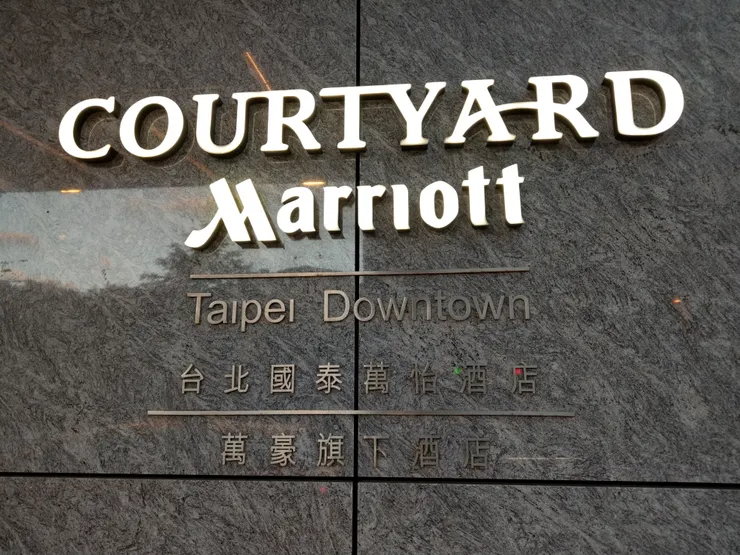 COURTYARD
Marriott
Taipei Downtown
台北國泰萬怡酒店
萬豪旗下酒店